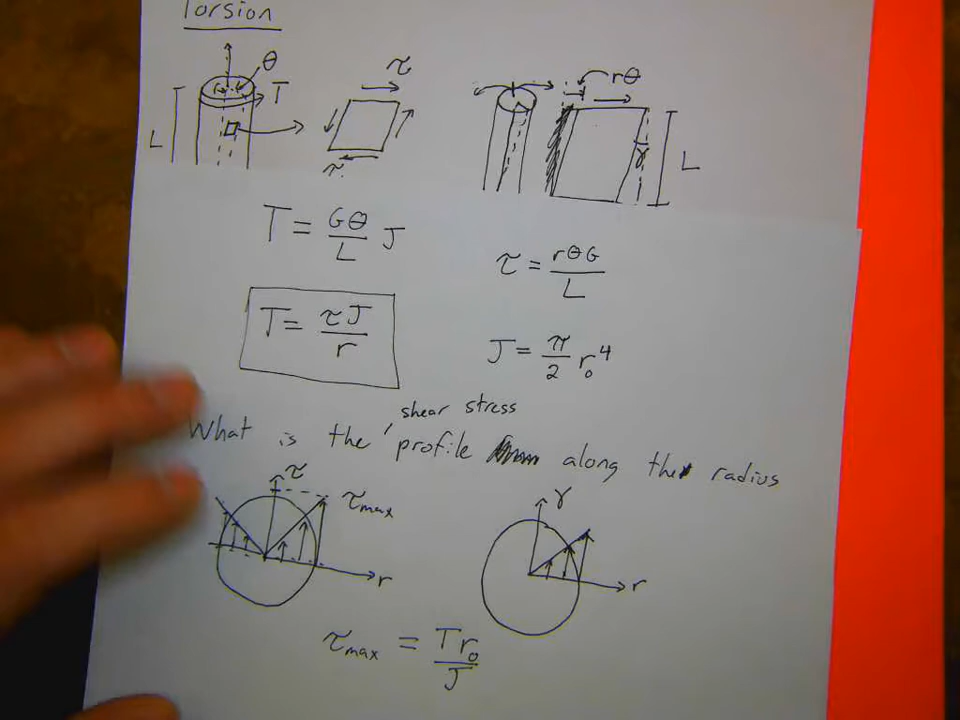 Torsion
θ
T
L
τ
τ
rθ
γ
L
T = Gθ/L J
τ = rθG/L
T = τJ/r
J = π/2 r₀⁴
shear stress
What is the profile along the radius
τ
τmax
r
γ
r
τmax = Tr₀/J